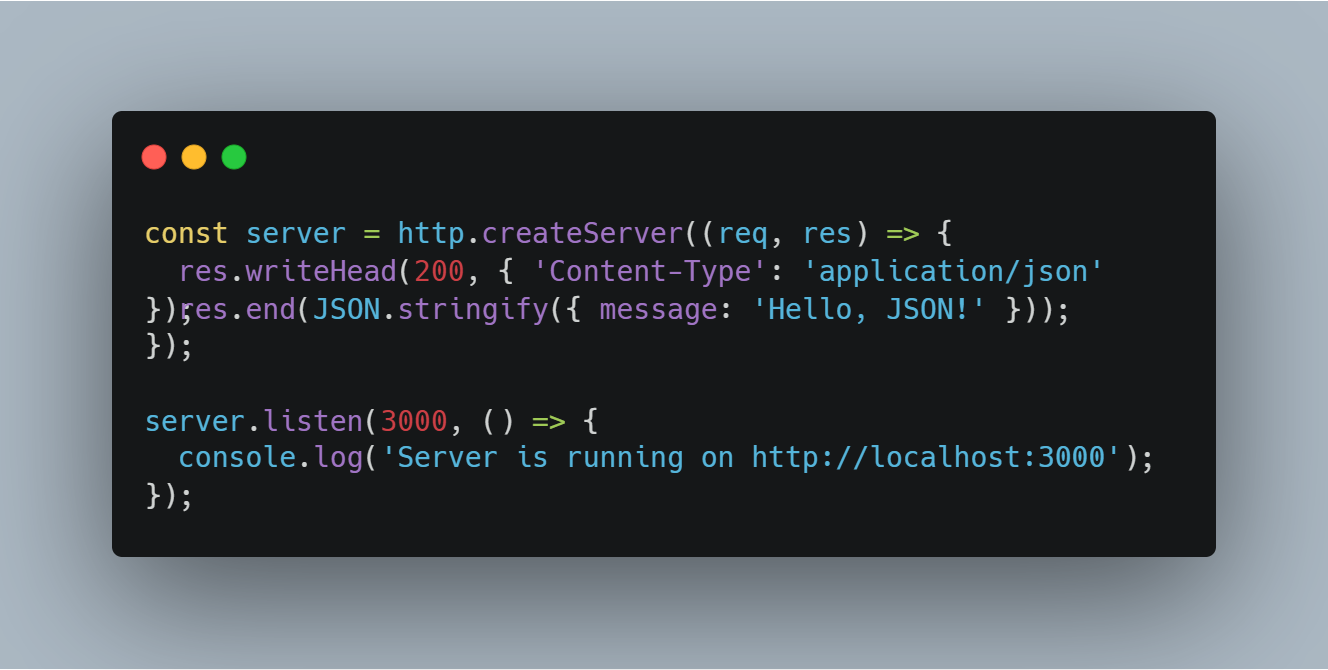 const server = http.createServer((req, res) => {
  res.writeHead(200, { 'Content-Type': 'application/json'
});res.end(JSON.stringify({ message: 'Hello, JSON!' }));
});

server.listen(3000, () => {
  console.log('Server is running on http://localhost:3000');
});